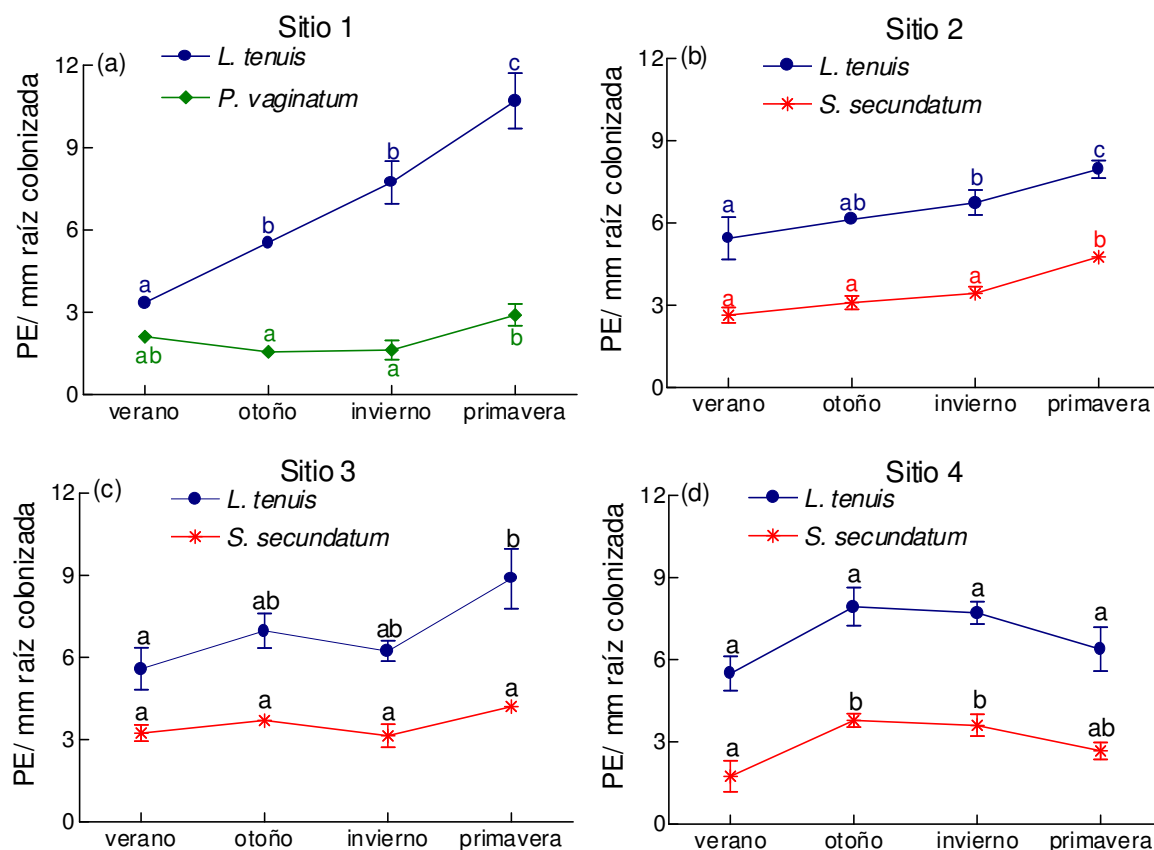 Sitio 1
(a)
L. tenuis
P. vaginatum
PE/ mm raíz colonizada
12
9
6
3
0
a
b
b
c
ab
a
a
b
verano otoño invierno primavera
Sitio 2
(b)
L. tenuis
S. secundatum
PE/ mm raíz colonizada
12
9
6
3
0
a
ab
b
c
a
a
a
b
verano otoño invierno primavera
Sitio 3
(c)
L. tenuis
S. secundatum
PE/ mm raíz colonizada
12
9
6
3
0
a
ab
ab
b
a
a
a
a
verano otoño invierno primavera
Sitio 4
(d)
L. tenuis
S. secundatum
PE/ mm raíz colonizada
12
9
6
3
0
a
a
a
a
a
b
b
ab
verano otoño invierno primavera